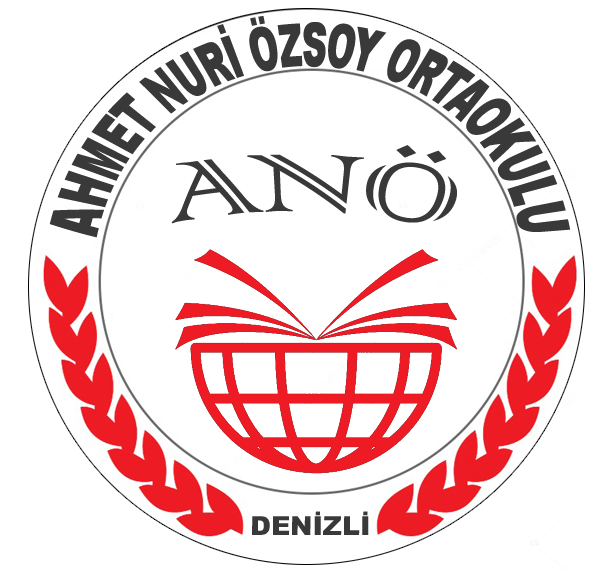 AHMET NURİ ÖZSOY ORTAOKULU
ANÖ
DENİZLİ